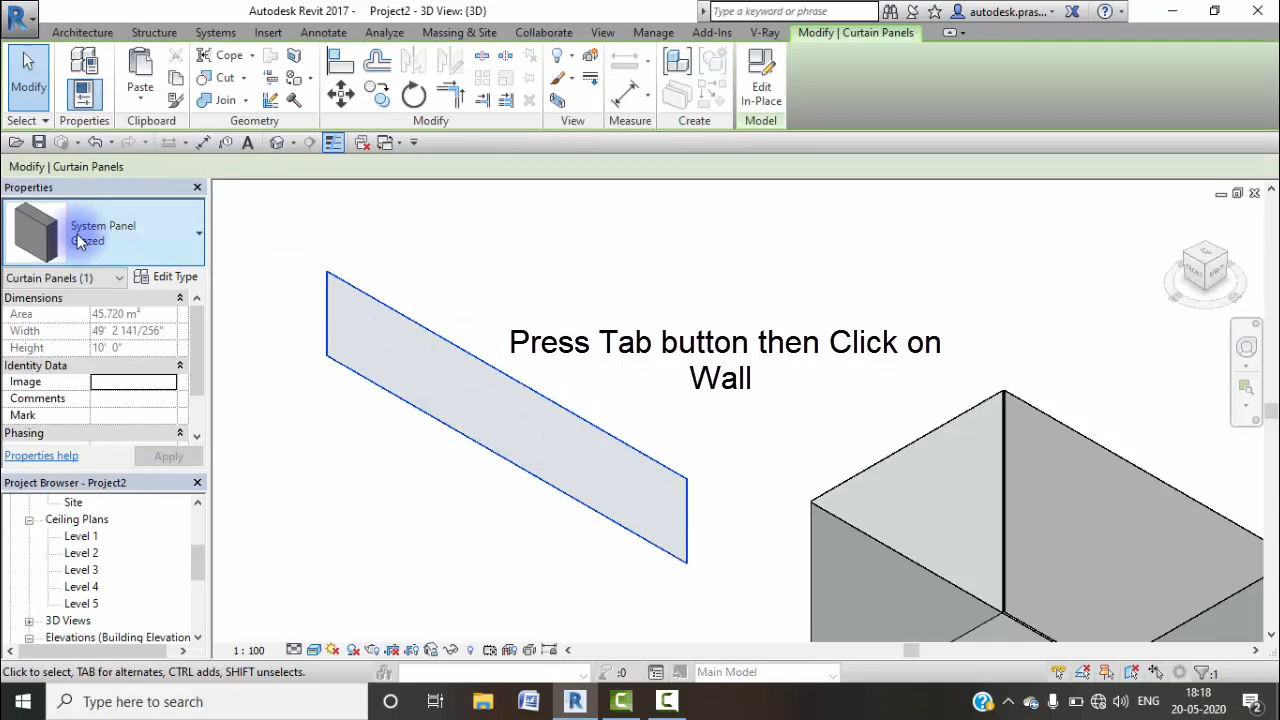 Autodesk Revit 2017 -     Project2 - 3D View: {3D}
Type a keyword or phrase
autodesk.pras...
Architecture  Structure  Systems  Insert  Annotate  Analyze  Massing & Site  Collaborate  View  Manage  Add-Ins  V-Ray  Modify | Curtain Panels
Modify
Paste
Cope
Cut
Join
Edit
In-Place
Select  Properties  Clipboard  Geometry  Modify  View  Measure  Create  Model
Modify | Curtain Panels
Properties
System Panel
Glazed
Curtain Panels (1)  Edit Type
Dimensions
Area  45.720 m²
Width  49' 2 141/256"
Height  10' 0"
Identity Data
Image
Comments
Mark
Phasing
Properties help  Apply
Project Browser - Project2
Site
Ceiling Plans
Level 1
Level 2
Level 3
Level 4
Level 5
3D Views
Elevations (Building Elevation
Press Tab button then Click on
Wall
1 : 100
Click to select, TAB for alternates, CTRL adds, SHIFT unselects.
:0
Main Model
:1
Type here to search
ENG
18:18
20-05-2020
2